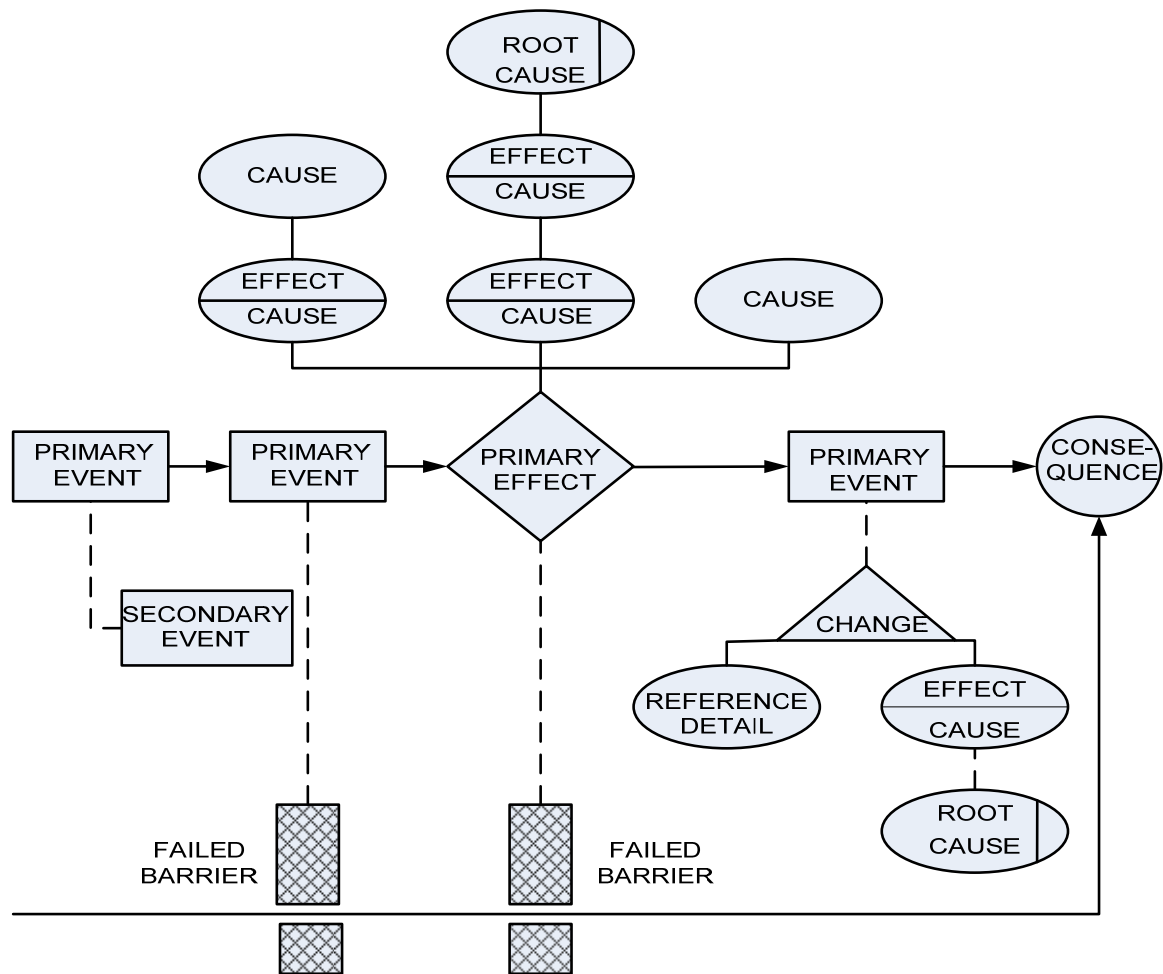 ROOT
CAUSE
EFFECT
CAUSE
CAUSE
EFFECT
CAUSE
EFFECT
CAUSE
CAUSE
PRIMARY
EVENT
PRIMARY
EVENT
PRIMARY
EFFECT
PRIMARY
EVENT
CONSE-
QUENCE
SECONDARY
EVENT
CHANGE
REFERENCE
DETAIL
EFFECT
CAUSE
ROOT
CAUSE
FAILED
BARRIER
FAILED
BARRIER